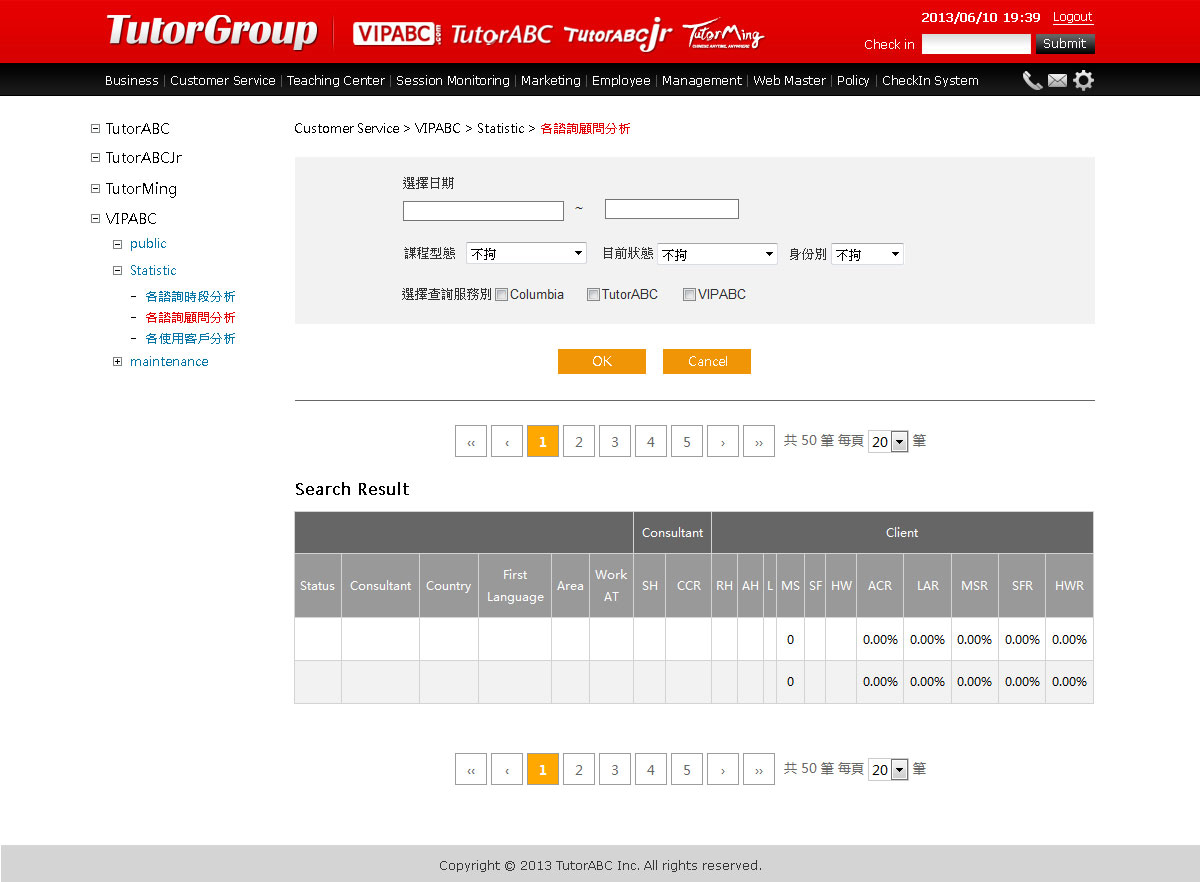 TutorGroup VIPABC.com TutorABC TUTORABCjr TutorMing 2013/06/10 19:39 Logout
Check in Submit
Business Customer Service Teaching Center Session Monitoring Marketing Employee Management Web Master Policy CheckIn System
TutorABC
TutorABCJr
TutorMing
VIPABC
public
Statistic
- 各諮詢時段分析
- 各諮詢顧問分析
- 各使用客戶分析
maintenance
Customer Service > VIPABC > Statistic > 各諮詢顧問分析
選擇日期
~
課程型態 不拘 目前狀態 不拘 身份別 不拘
選擇查詢服務別 Columbia TutorABC VIPABC
OK Cancel
‹‹ ‹ 1 2 3 4 5 › ›› 共 50 筆 每頁 20 筆
Search Result
Consultant Client
Status Consultant Country First Language Area Work AT SH CCR RH AH L MS SF HW ACR LAR MSR SFR HWR
0 0.00% 0.00% 0.00% 0.00% 0.00%
0 0.00% 0.00% 0.00% 0.00% 0.00%
‹‹ ‹ 1 2 3 4 5 › ›› 共 50 筆 每頁 20 筆
Copyright © 2013 TutorABC Inc. All rights reserved.